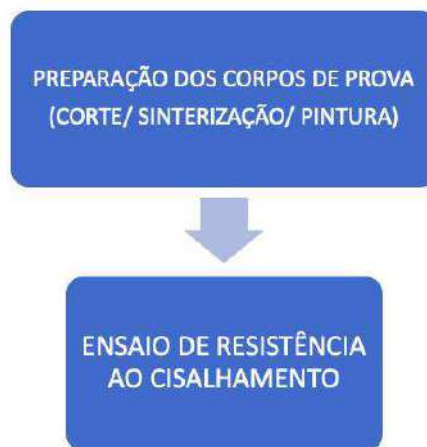 PREPARAÇÃO DOS CORPOS DE PROVA
(CORTE/ SINTERIZAÇÃO/ PINTURA)
ENSAIO DE RESISTÊNCIA
AO CISALHAMENTO